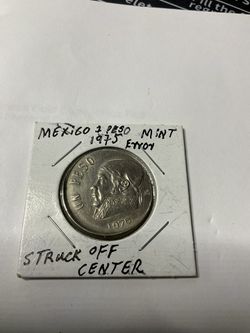 MEXICO 1 PESO MINT
1975 Error
UN PESO
1975
STRUCK OFF
CENTER